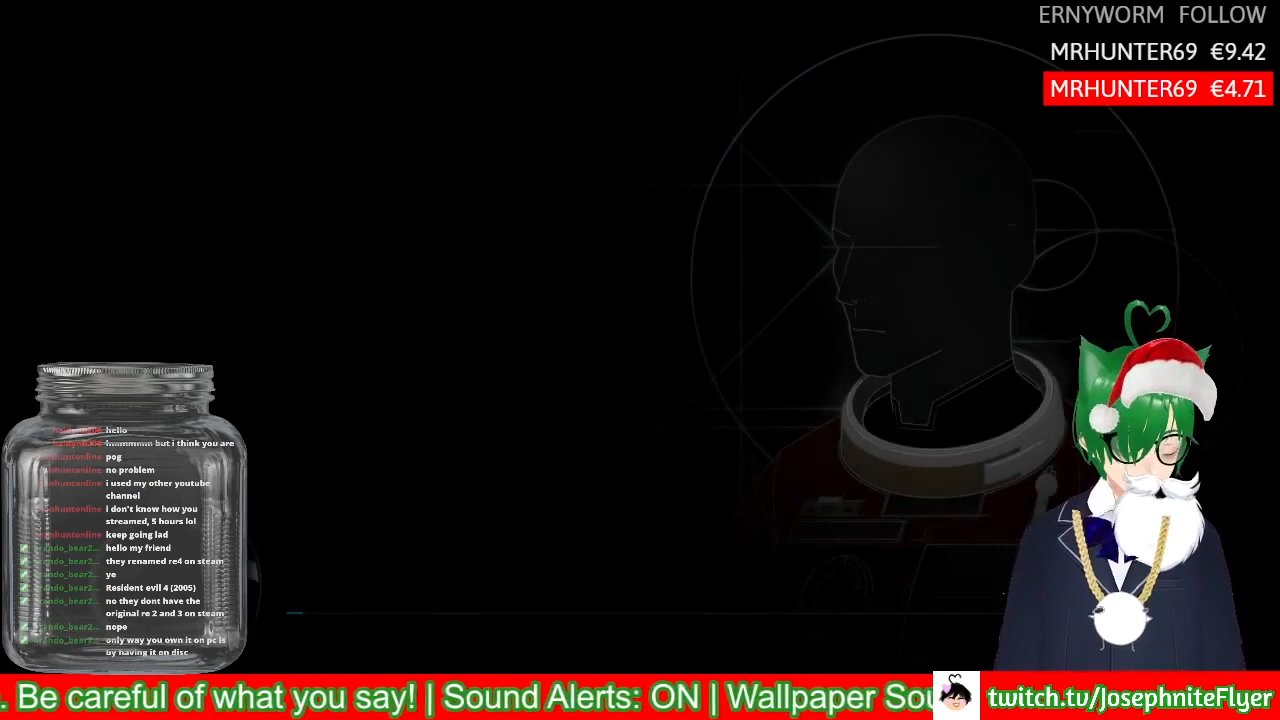 ERNYWORM FOLLOW
MRHUNTER69 €9.42
MRHUNTER69 €4.71
hello
but i think you are
pog
no problem
i used my other youtube
channel
I don't know how you
streamed, 5 hours lol
keep going lad
hello my friend
they renamed re4 on steam
ye
Resident evil 4 (2005)
no they dont have the
original re 2 and 3 on steam
nope
only way you own it on pc is
by having it on disc
. Be careful of what you say! | Sound Alerts: ON | Wallpaper Sou
twitch.tv/JosephniteFlyer